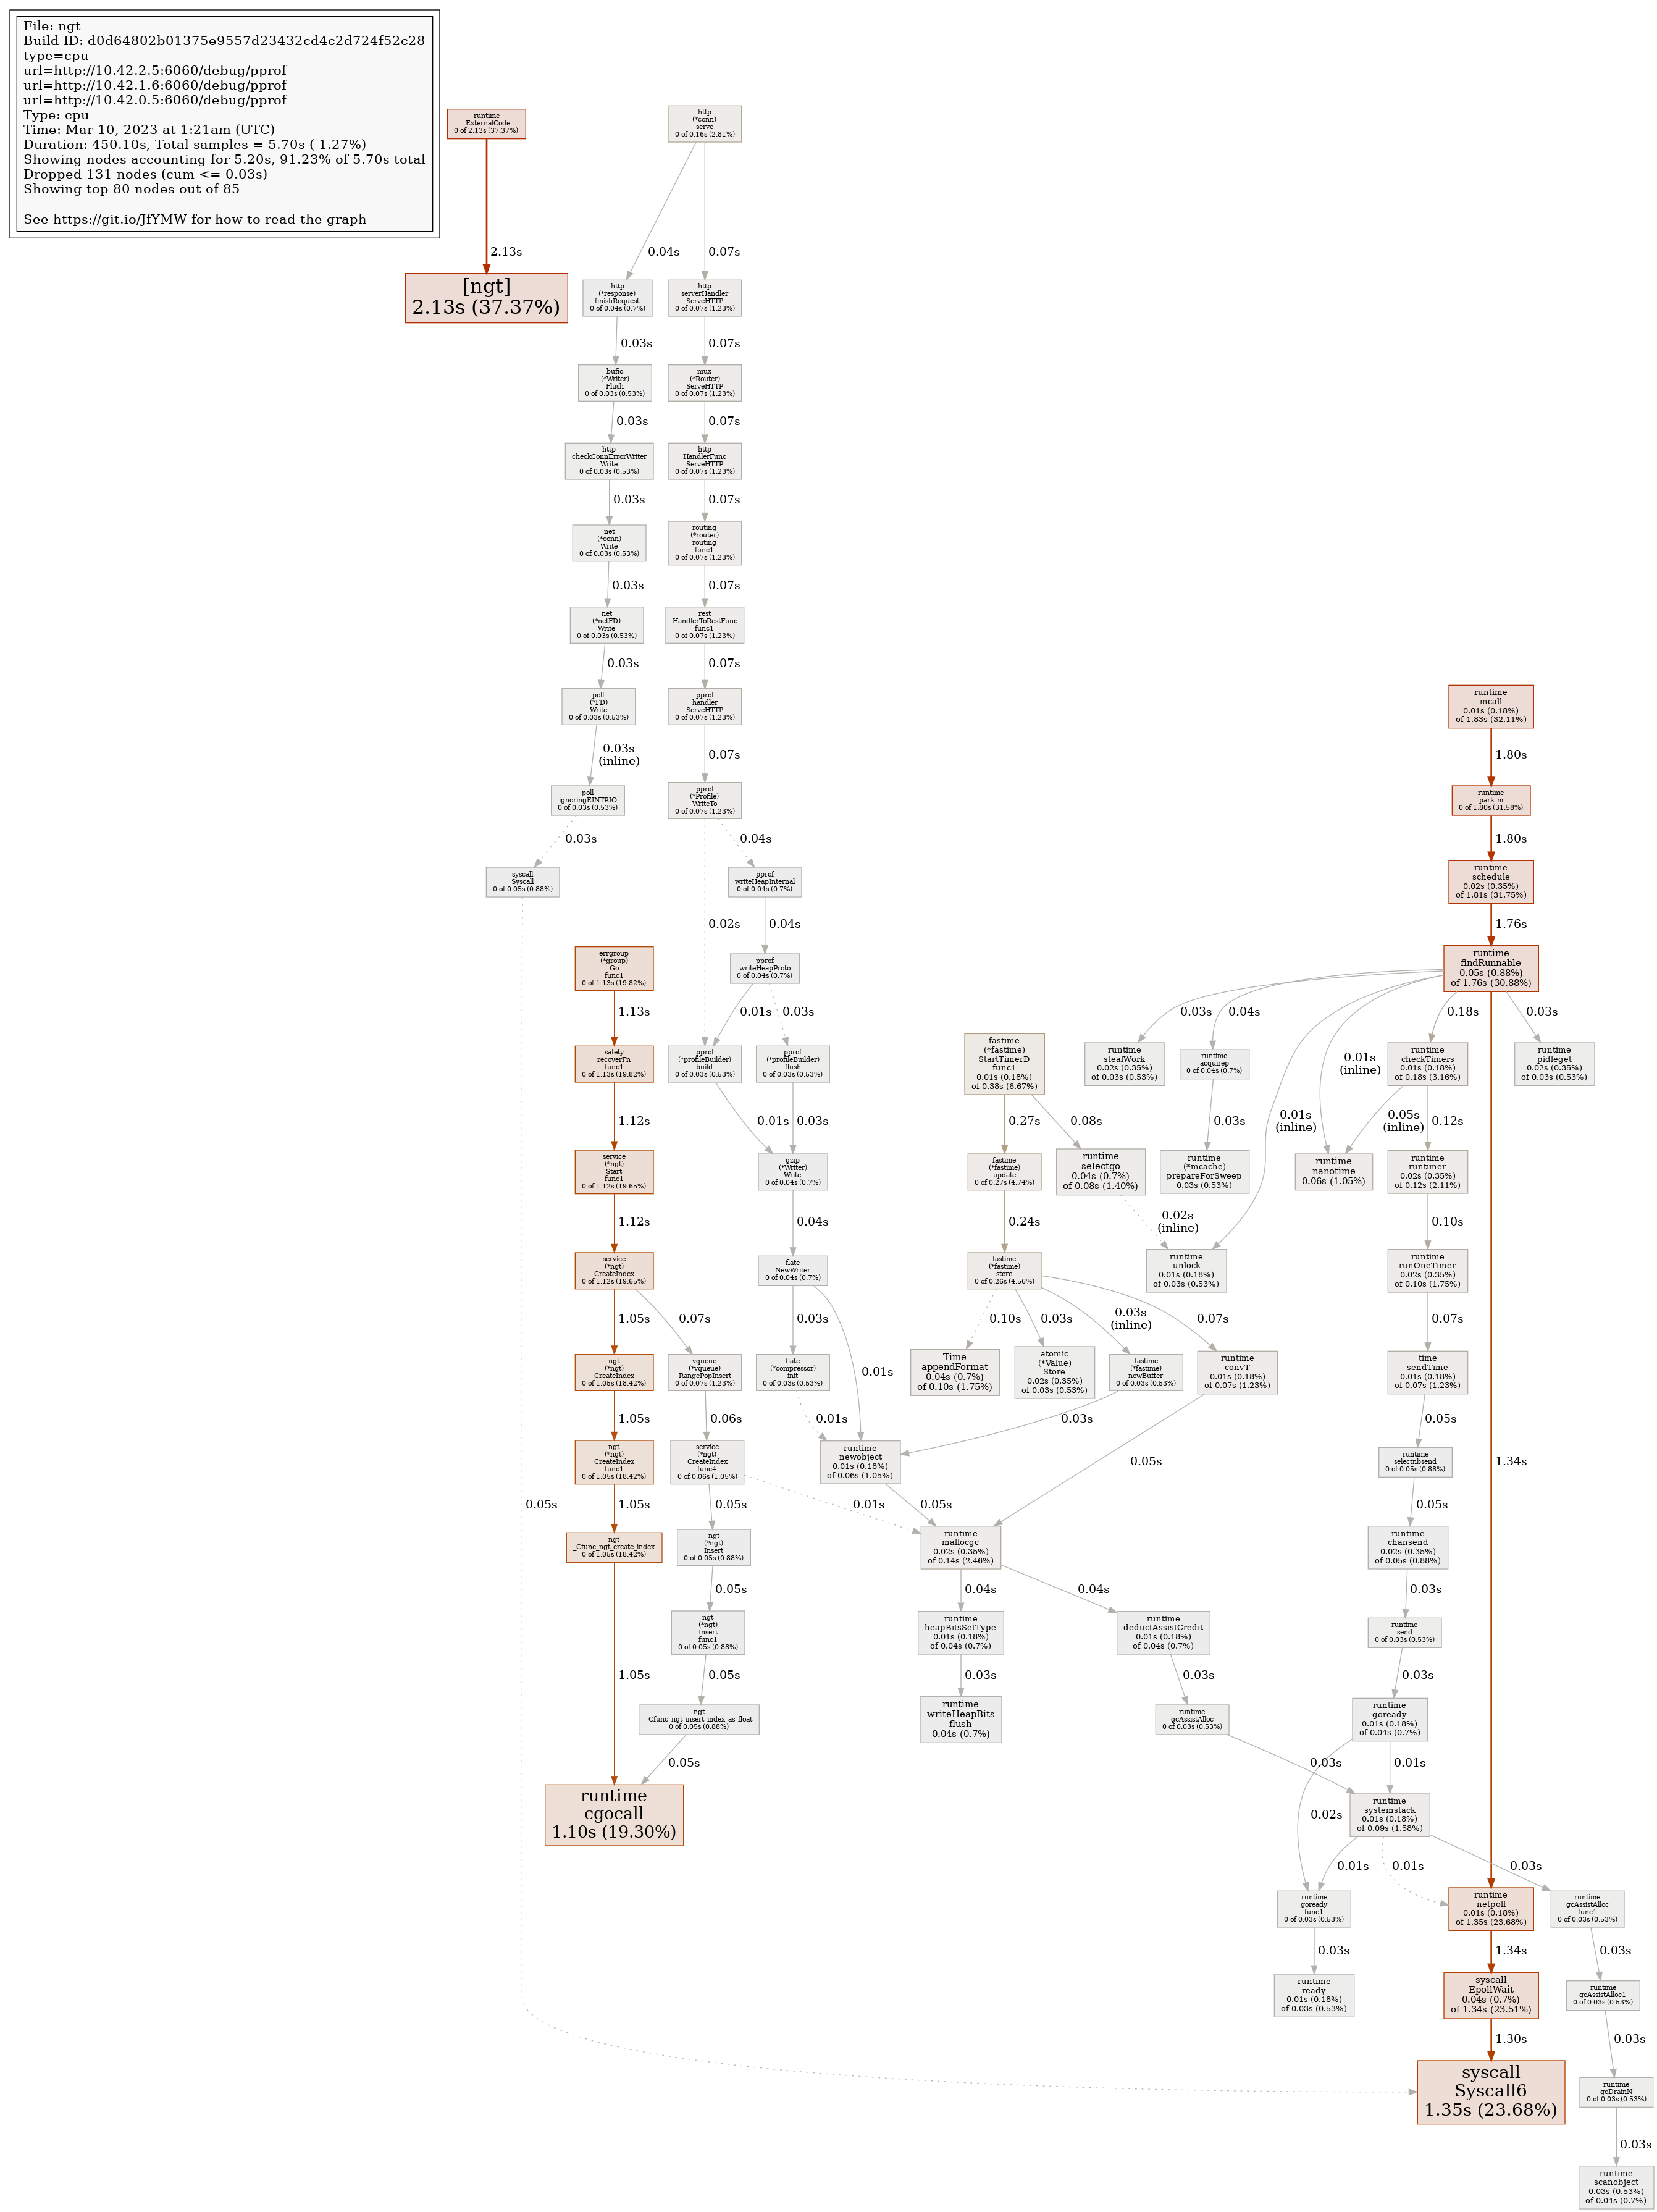 File: ngt
Build ID: d0d64802b01375e9557d23432cd4c2d724f52c28
type=cpu
url=http://10.42.2.5:6060/debug/pprof
url=http://10.42.1.6:6060/debug/pprof
url=http://10.42.0.5:6060/debug/pprof
Type: cpu
Time: Mar 10, 2023 at 1:21am (UTC)
Duration: 450.10s, Total samples = 5.70s ( 1.27%)
Showing nodes accounting for 5.20s, 91.23% of 5.70s total
Dropped 131 nodes (cum <= 0.03s)
Showing top 80 nodes out of 85
See https://git.io/JfYMW for how to read the graph
runtime
_ExternalCode
0 of 2.13s (37.37%)
2.13s
[ngt]
2.13s (37.37%)
http
(*conn)
serve
0 of 0.16s (2.81%)
0.04s
0.07s
http
(*response)
finishRequest
0 of 0.04s (0.7%)
0.03s
bufio
(*Writer)
Flush
0 of 0.03s (0.53%)
0.03s
http
checkConnErrorWriter
Write
0 of 0.03s (0.53%)
0.03s
net
(*conn)
Write
0 of 0.03s (0.53%)
0.03s
net
(*netFD)
Write
0 of 0.03s (0.53%)
0.03s
poll
(*FD)
Write
0 of 0.03s (0.53%)
0.03s
(inline)
poll
ignoringEINTRIO
0 of 0.03s (0.53%)
0.03s
syscall
Syscall
0 of 0.05s (0.88%)
0.05s
http
serverHandler
ServeHTTP
0 of 0.07s (1.23%)
0.07s
mux
(*Router)
ServeHTTP
0 of 0.07s (1.23%)
0.07s
http
HandlerFunc
ServeHTTP
0 of 0.07s (1.23%)
0.07s
routing
(*router)
routing
func1
0 of 0.07s (1.23%)
0.07s
rest
HandlerToRestFunc
func1
0 of 0.07s (1.23%)
0.07s
pprof
handler
ServeHTTP
0 of 0.07s (1.23%)
0.07s
pprof
(*Profile)
WriteTo
0 of 0.07s (1.23%)
0.04s
0.02s
pprof
writeHeapInternal
0 of 0.04s (0.7%)
0.04s
pprof
writeHeapProto
0 of 0.04s (0.7%)
0.01s
0.03s
pprof
(*profileBuilder)
build
0 of 0.03s (0.53%)
0.01s
pprof
(*profileBuilder)
flush
0 of 0.03s (0.53%)
0.03s
gzip
(*Writer)
Write
0 of 0.04s (0.7%)
0.04s
flate
NewWriter
0 of 0.04s (0.7%)
0.03s
0.01s
flate
(*compressor)
init
0 of 0.03s (0.53%)
0.01s
errgroup
(*group)
Go
func1
0 of 1.13s (19.82%)
1.13s
safety
recoverFn
func1
0 of 1.13s (19.82%)
1.12s
service
(*ngt)
Start
func1
0 of 1.12s (19.65%)
1.12s
service
(*ngt)
CreateIndex
0 of 1.12s (19.65%)
1.05s
0.07s
ngt
(*ngt)
CreateIndex
0 of 1.05s (18.42%)
1.05s
ngt
(*ngt)
CreateIndex
func1
0 of 1.05s (18.42%)
1.05s
ngt
_Cfunc_ngt_create_index
0 of 1.05s (18.42%)
1.05s
vqueue
(*vqueue)
RangePopInsert
0 of 0.07s (1.23%)
0.06s
service
(*ngt)
CreateIndex
func4
0 of 0.06s (1.05%)
0.05s
0.01s
ngt
(*ngt)
Insert
0 of 0.05s (0.88%)
0.05s
ngt
(*ngt)
Insert
func1
0 of 0.05s (0.88%)
0.05s
ngt
_Cfunc_ngt_insert_index_as_float
0 of 0.05s (0.88%)
0.05s
runtime
cgocall
1.10s (19.30%)
fastime
(*fastime)
StartTimerD
func1
0.01s (0.18%)
of 0.38s (6.67%)
0.27s
0.08s
fastime
(*fastime)
update
0 of 0.27s (4.74%)
0.24s
runtime
selectgo
0.04s (0.7%)
of 0.08s (1.40%)
0.02s
(inline)
fastime
(*fastime)
store
0 of 0.26s (4.56%)
0.10s
0.03s
0.03s
(inline)
0.07s
Time
appendFormat
0.04s (0.7%)
of 0.10s (1.75%)
atomic
(*Value)
Store
0.02s (0.35%)
of 0.03s (0.53%)
fastime
(*fastime)
newBuffer
0 of 0.03s (0.53%)
0.03s
runtime
convT
0.01s (0.18%)
of 0.07s (1.23%)
0.05s
runtime
newobject
0.01s (0.18%)
of 0.06s (1.05%)
0.05s
runtime
mallocgc
0.02s (0.35%)
of 0.14s (2.46%)
0.04s
0.04s
runtime
heapBitsSetType
0.01s (0.18%)
of 0.04s (0.7%)
0.03s
runtime
writeHeapBits
flush
0.04s (0.7%)
runtime
deductAssistCredit
0.01s (0.18%)
of 0.04s (0.7%)
0.03s
runtime
gcAssistAlloc
0 of 0.03s (0.53%)
0.03s
runtime
mcall
0.01s (0.18%)
of 1.83s (32.11%)
1.80s
runtime
park_m
0 of 1.80s (31.58%)
1.80s
runtime
schedule
0.02s (0.35%)
of 1.81s (31.75%)
1.76s
runtime
findRunnable
0.05s (0.88%)
of 1.76s (30.88%)
0.03s
0.04s
0.01s
(inline)
0.01s
(inline)
0.18s
1.34s
0.03s
runtime
stealWork
0.02s (0.35%)
of 0.03s (0.53%)
runtime
acquirep
0 of 0.04s (0.7%)
0.03s
runtime
(*mcache)
prepareForSweep
0.03s (0.53%)
runtime
unlock
0.01s (0.18%)
of 0.03s (0.53%)
runtime
checkTimers
0.01s (0.18%)
of 0.18s (3.16%)
0.05s
(inline)
0.12s
runtime
pidleget
0.02s (0.35%)
of 0.03s (0.53%)
runtime
nanotime
0.06s (1.05%)
runtime
runtimer
0.02s (0.35%)
of 0.12s (2.11%)
0.10s
runtime
runOneTimer
0.02s (0.35%)
of 0.10s (1.75%)
0.07s
time
sendTime
0.01s (0.18%)
of 0.07s (1.23%)
0.05s
runtime
selectnbsend
0 of 0.05s (0.88%)
0.05s
runtime
chansend
0.02s (0.35%)
of 0.05s (0.88%)
0.03s
runtime
send
0 of 0.03s (0.53%)
0.03s
runtime
goready
0.01s (0.18%)
of 0.04s (0.7%)
0.01s
0.02s
runtime
systemstack
0.01s (0.18%)
of 0.09s (1.58%)
0.01s
0.01s
0.03s
runtime
goready
func1
0 of 0.03s (0.53%)
0.03s
runtime
ready
0.01s (0.18%)
of 0.03s (0.53%)
runtime
netpoll
0.01s (0.18%)
of 1.35s (23.68%)
1.34s
syscall
EpollWait
0.04s (0.7%)
of 1.34s (23.51%)
1.30s
syscall
Syscall6
1.35s (23.68%)
runtime
gcAssistAlloc
func1
0 of 0.03s (0.53%)
0.03s
runtime
gcAssistAlloc1
0 of 0.03s (0.53%)
0.03s
runtime
gcDrainN
0 of 0.03s (0.53%)
0.03s
runtime
scanobject
0.03s (0.53%)
of 0.04s (0.7%)